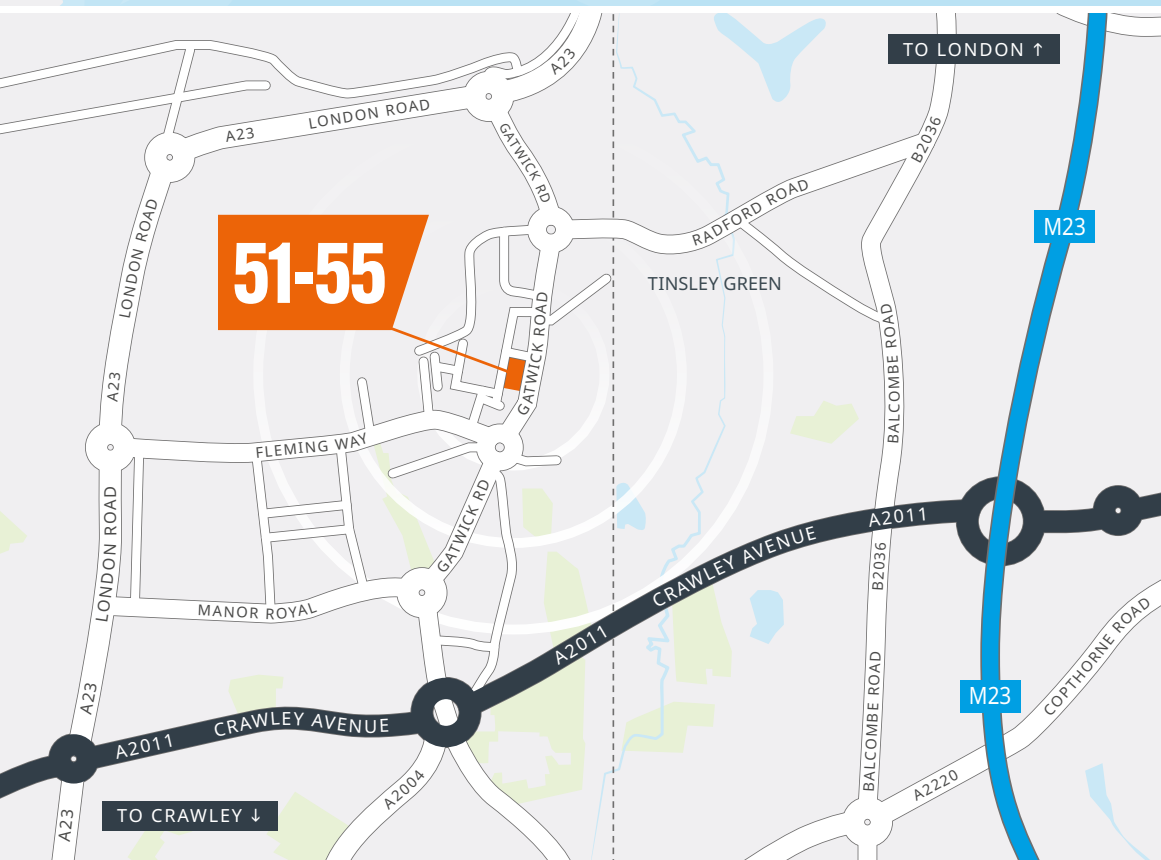 TO LONDON ↑
A23
LONDON ROAD
A23
GATWICK RD
B2036
RADFORD ROAD
LONDON ROAD
M23
51-55
TINSLEY GREEN
GATWICK ROAD
BALCOMBE ROAD
A23
FLEMING WAY
GATWICK RD
LONDON ROAD
A2011
CRAWLEY AVENUE
B2036
MANOR ROYAL
A2011
COPTHORNE ROAD
A23
M23
BALCOMBE ROAD
CRAWLEY AVENUE
A2011
A2004
A2220
TO CRAWLEY ↓
A23